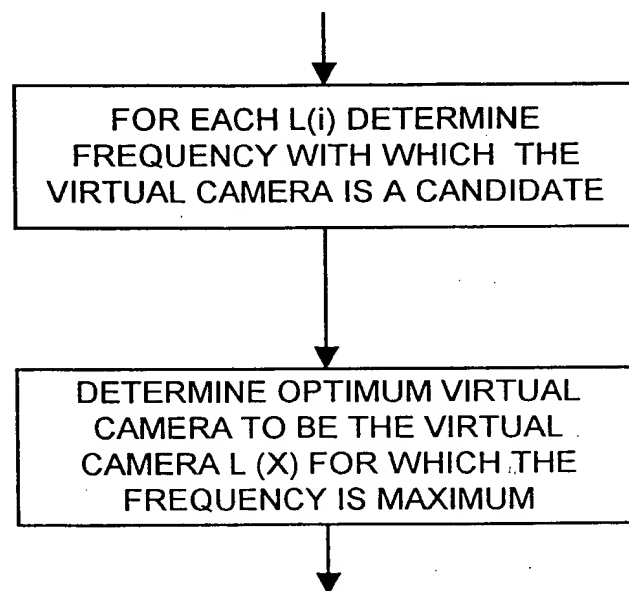 FOR EACH L(i) DETERMINE
FREQUENCY WITH WHICH THE
VIRTUAL CAMERA IS A CANDIDATE
DETERMINE OPTIMUM VIRTUAL
CAMERA TO BE THE VIRTUAL
CAMERA L (X) FOR WHICH THE
FREQUENCY IS MAXIMUM